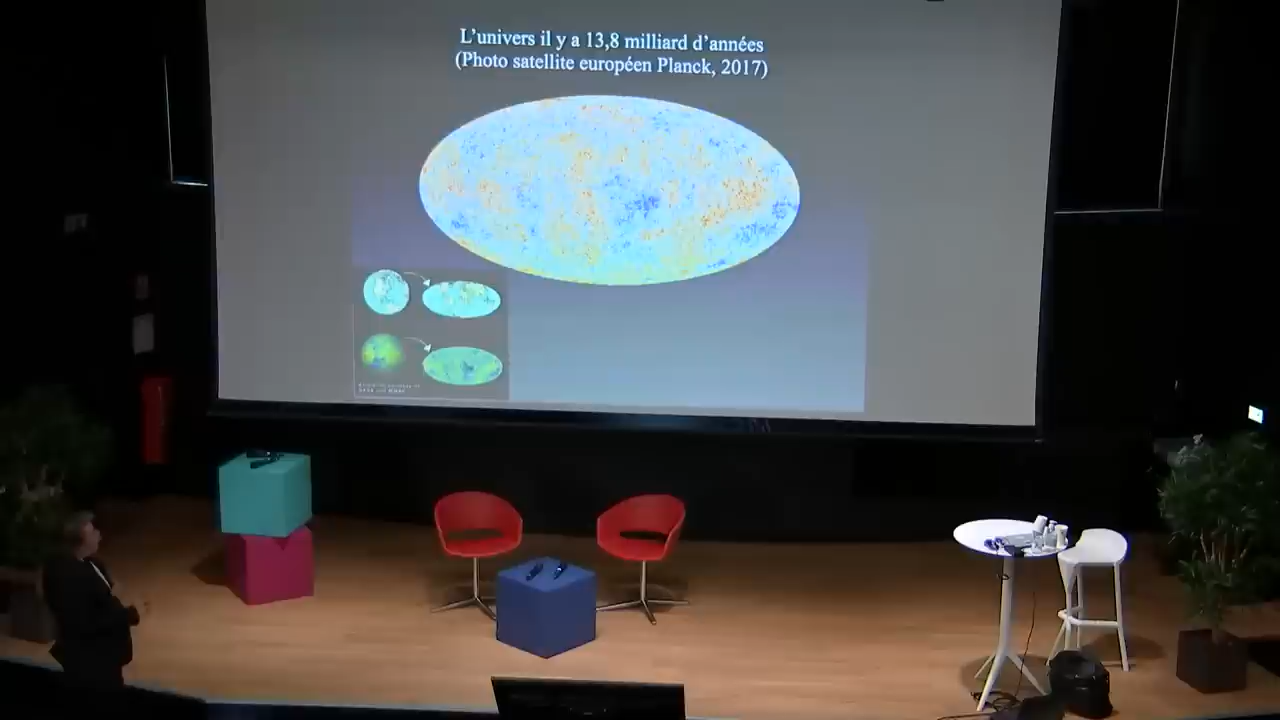 L'univers il y a 13,8 milliard d'années
(Photo satellite européen Planck, 2017)